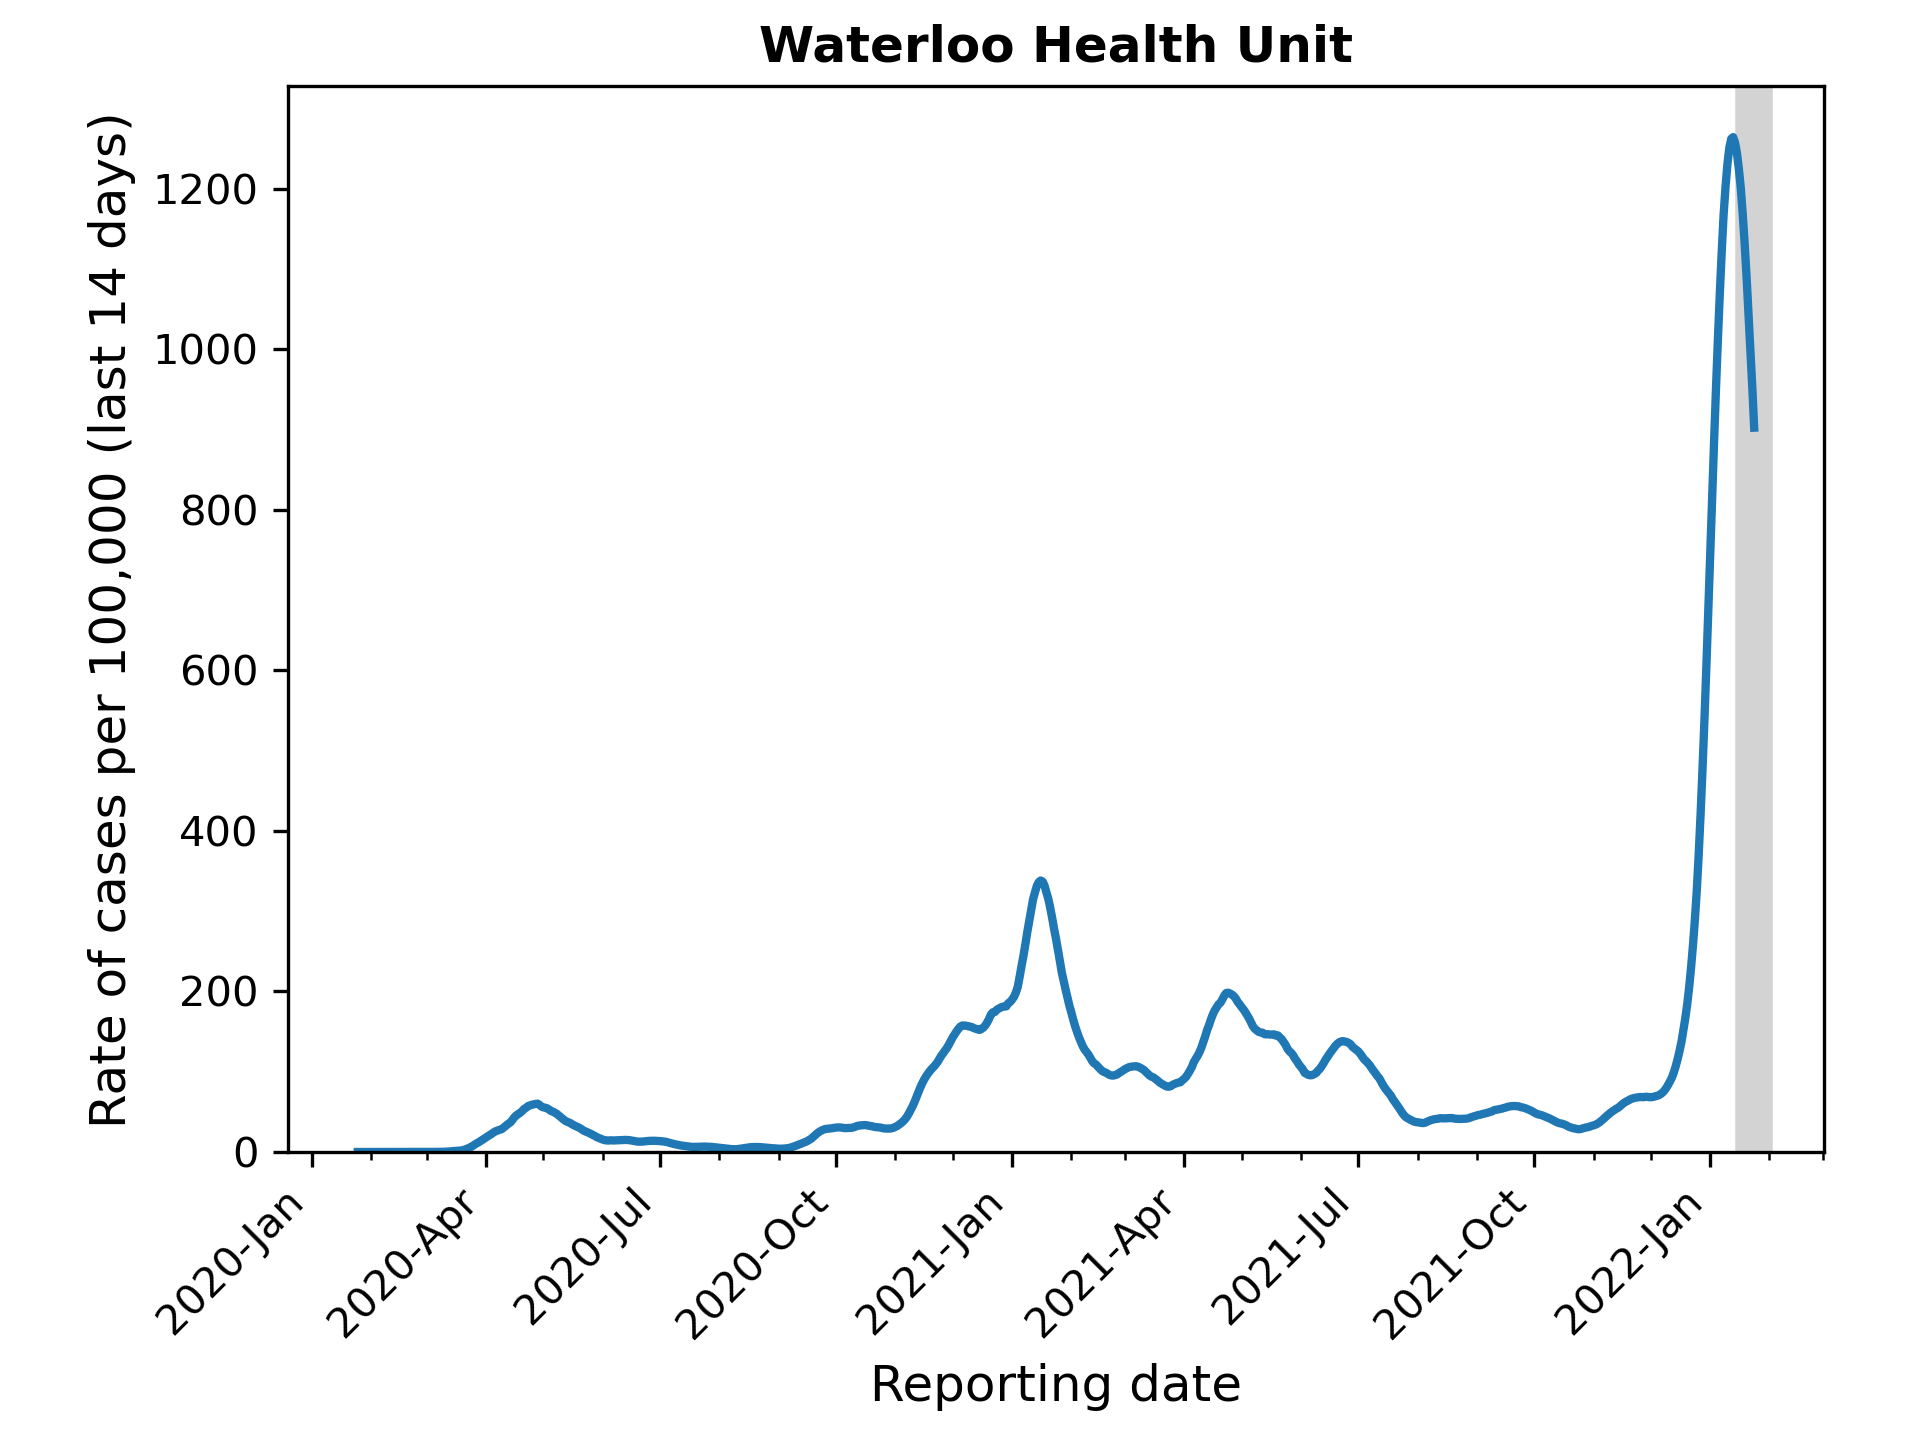 Waterloo Health Unit
Rate of cases per 100,000 (last 14 days)
1200
1000
800
600
400
200
0
2020-Jan
2020-Apr
2020-Jul
2020-Oct
2021-Jan
2021-Apr
2021-Jul
2021-Oct
2022-Jan
Reporting date